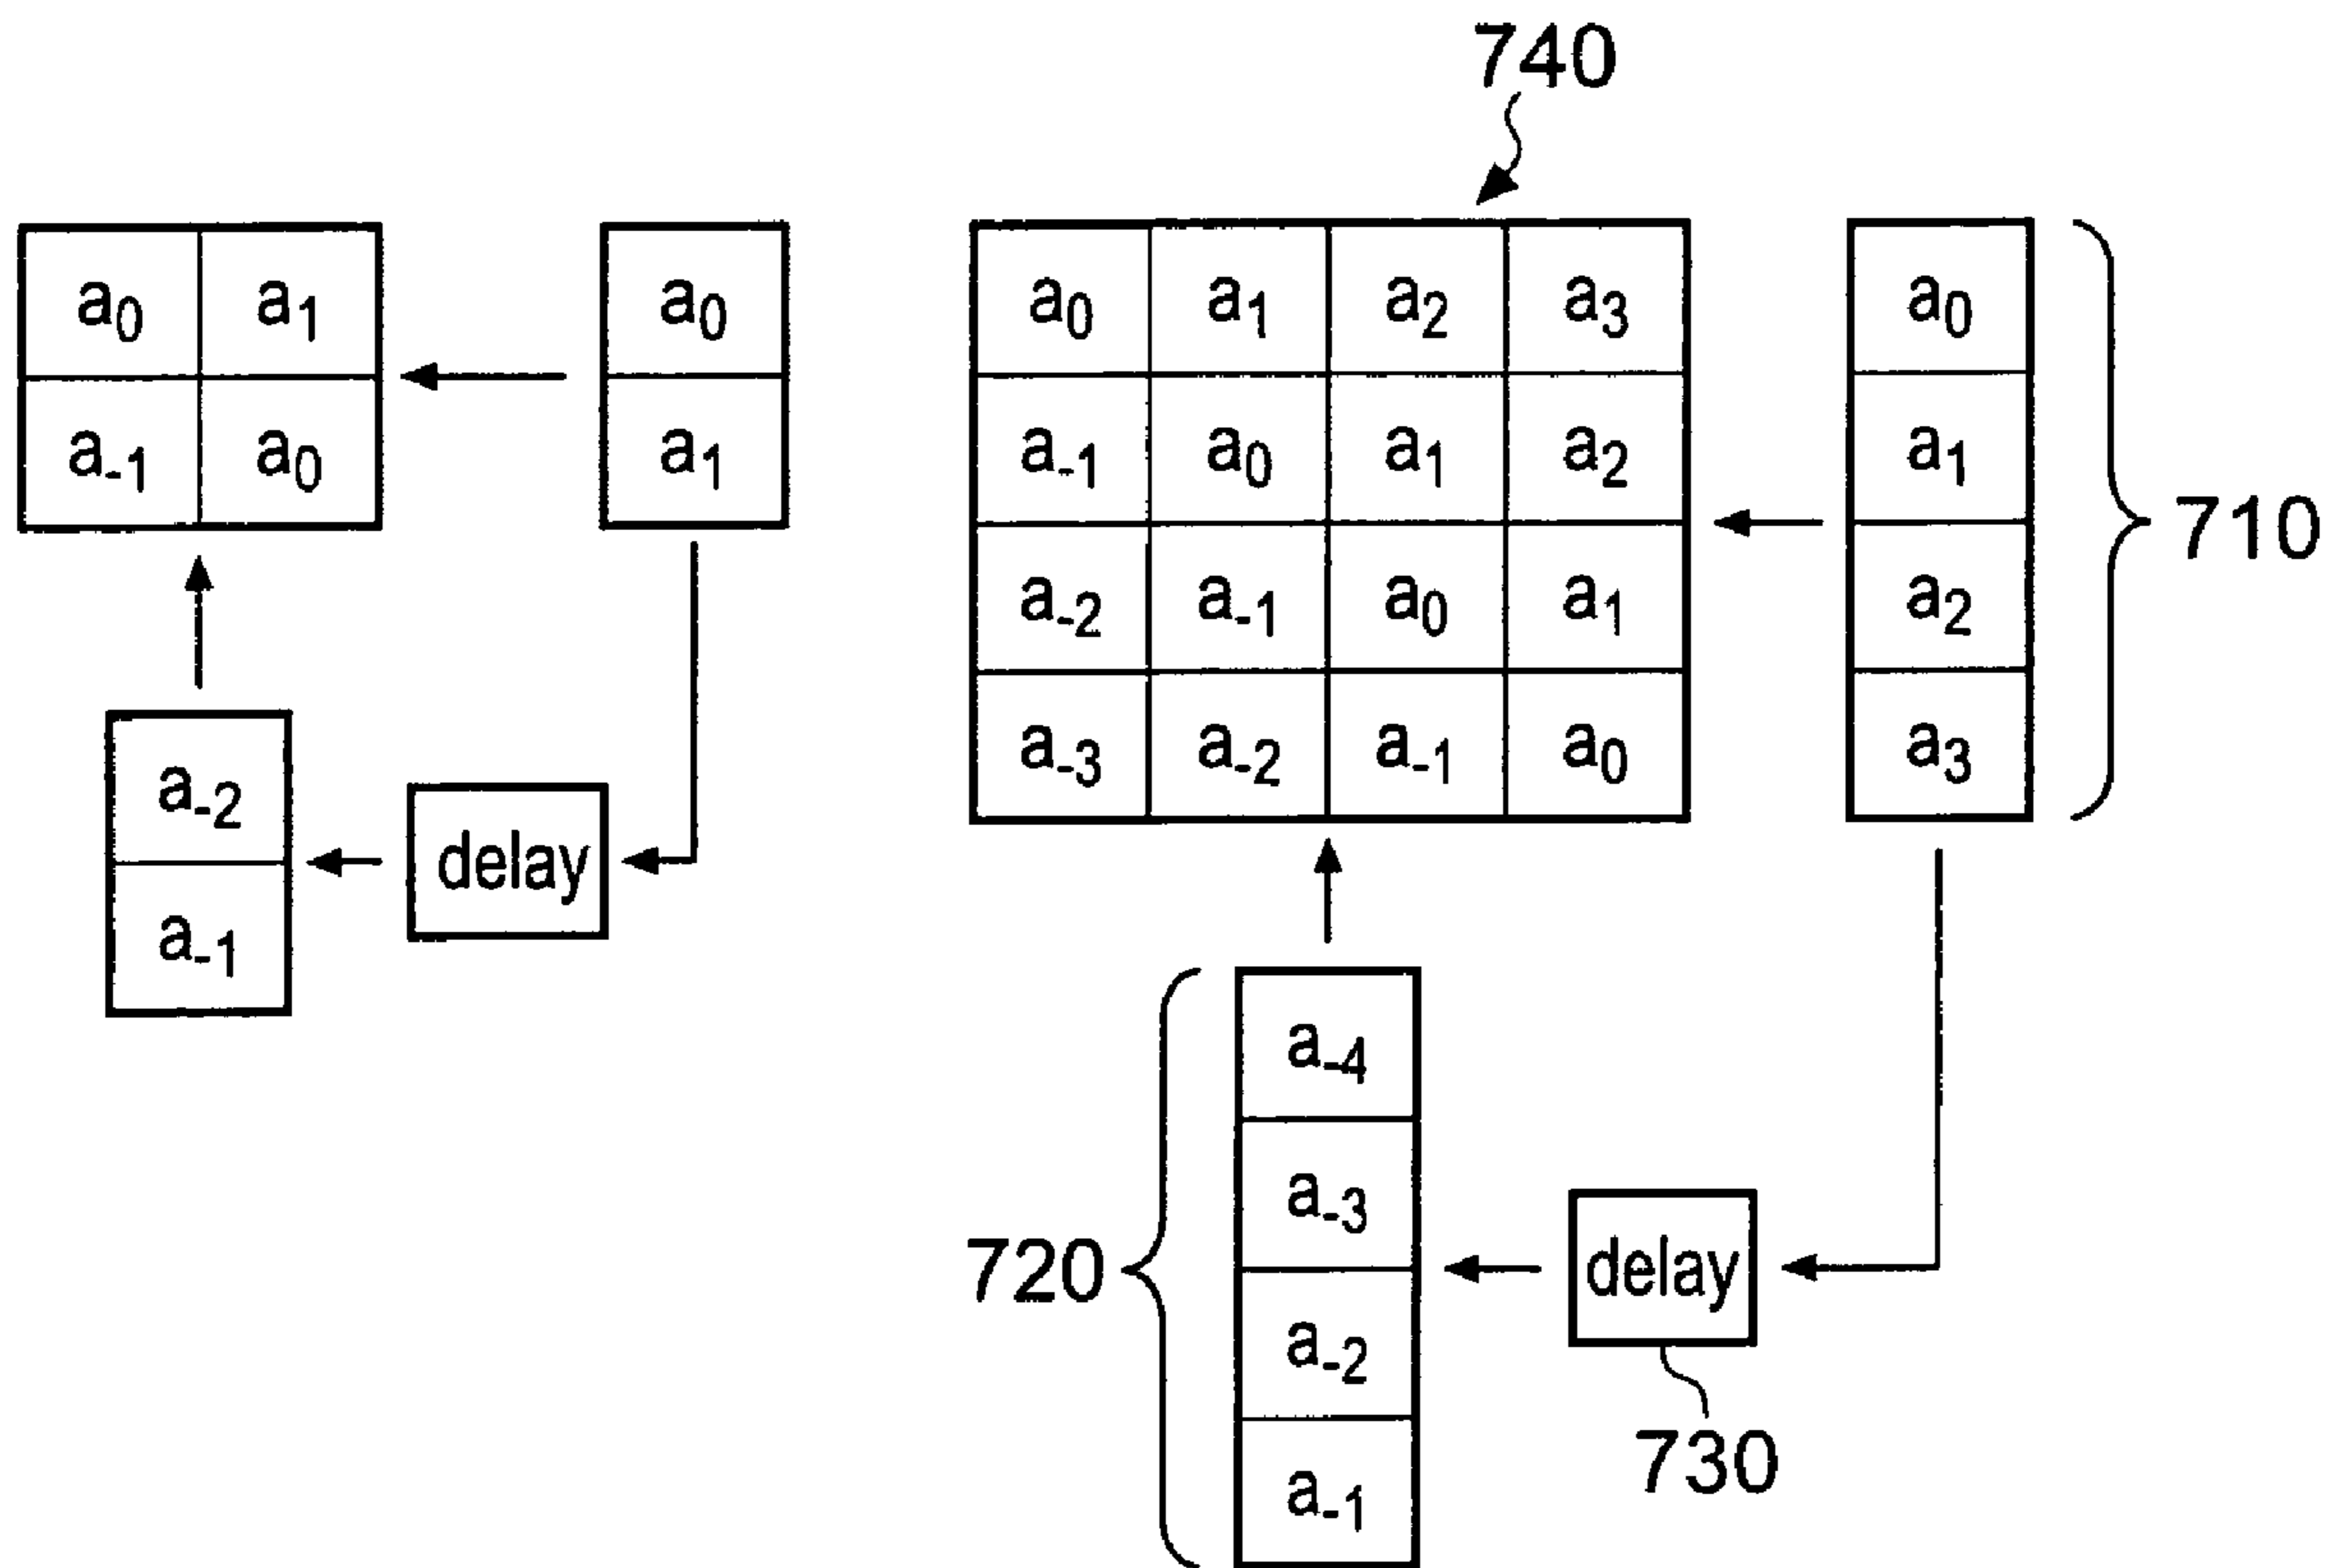 740
a₀ a₁
a₋₁ a₀
a₀
a₁
a₋₂
a₋₁
delay
a₀ a₁ a₂ a₃
a₋₁ a₀ a₁ a₂
a₋₂ a₋₁ a₀ a₁
a₋₃ a₋₂ a₋₁ a₀
a₀
a₁
a₂
a₃
710
720
a₋₄
a₋₃
a₋₂
a₋₁
delay
730